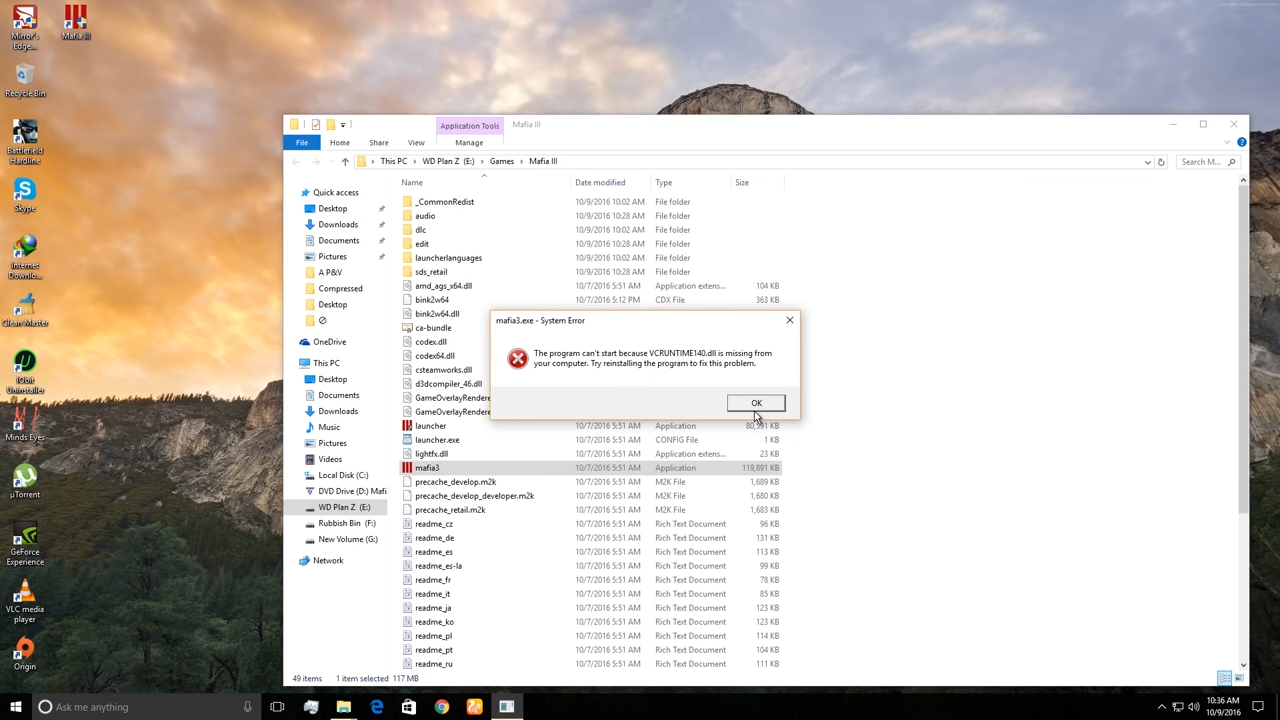 Mirror's
Edge...
Mafia III
Recycle Bin
Battlefield
Hardline
Skype
Internet
Downlo...
Clean Master
IObit
Uninstaller
Minds Eyes
µTorrent
GeForce
Experience
VLC media
player
Origin
Application Tools
Mafia III
File
Home
Share
View
Manage
This PC
WD Plan Z (E:)
Games
Mafia III
Search M...
Name
Date modified
Type
Size
Quick access
Desktop
Downloads
Documents
Pictures
A P&V
Compressed
Desktop
OneDrive
This PC
Desktop
Documents
Downloads
Music
Pictures
Videos
Local Disk (C:)
DVD Drive (D:) Mafi
WD Plan Z (E:)
Rubbish Bin (F:)
New Volume (G:)
Network
_CommonRedist 10/9/2016 10:02 AM File folder
audio 10/9/2016 10:28 AM File folder
dlc 10/9/2016 10:02 AM File folder
edit 10/9/2016 10:28 AM File folder
launcherlanguages 10/9/2016 10:02 AM File folder
sds_retail 10/9/2016 10:28 AM File folder
amd_ags_x64.dll 10/7/2016 5:51 AM Application extens... 104 KB
bink2w64 10/7/2016 5:12 PM CDX File 363 KB
bink2w64.dll
ca-bundle
codex.dll
codex64.dll
csteamworks.dll
d3dcompiler_46.dll
GameOverlayRendere
GameOverlayRendere
launcher 10/7/2016 5:51 AM Application KB
launcher.exe 10/7/2016 5:51 AM CONFIG File 1 KB
lightfx.dll 10/7/2016 5:51 AM Application extens... 23 KB
mafia3 10/7/2016 5:51 AM Application 119,891 KB
precache_develop.m2k 10/7/2016 5:51 AM M2K File 1,689 KB
precache_develop_developer.m2k 10/7/2016 5:51 AM M2K File 1,680 KB
precache_retail.m2k 10/7/2016 5:51 AM M2K File 1,683 KB
readme_cz 10/7/2016 5:51 AM Rich Text Document 96 KB
readme_de 10/7/2016 5:51 AM Rich Text Document 131 KB
readme_es 10/7/2016 5:51 AM Rich Text Document 113 KB
readme_es-la 10/7/2016 5:51 AM Rich Text Document 99 KB
readme_fr 10/7/2016 5:51 AM Rich Text Document 78 KB
readme_it 10/7/2016 5:51 AM Rich Text Document 85 KB
readme_ja 10/7/2016 5:51 AM Rich Text Document 123 KB
readme_ko 10/7/2016 5:51 AM Rich Text Document 123 KB
readme_pl 10/7/2016 5:51 AM Rich Text Document 114 KB
readme_pt 10/7/2016 5:51 AM Rich Text Document 104 KB
readme_ru 10/7/2016 5:51 AM Rich Text Document 111 KB
mafia3.exe - System Error
The program can't start because VCRUNTIME140.dll is missing from
your computer. Try reinstalling the program to fix this problem.
OK
49 items 1 item selected 117 MB
Ask me anything
10:36 AM
10/9/2016